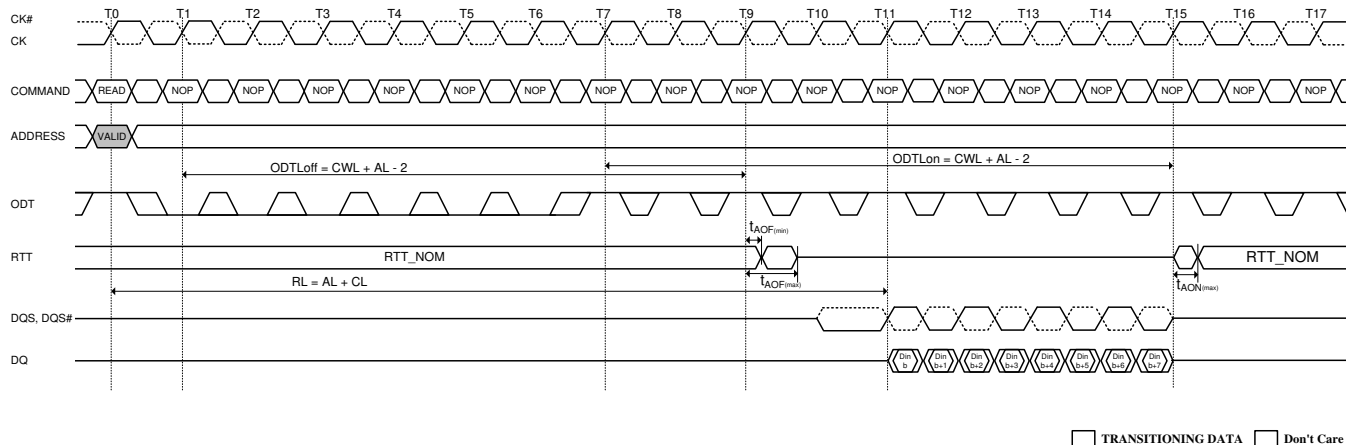 CK#
CK
T0 T1 T2 T3 T4 T5 T6 T7 T8 T9 T10 T11 T12 T13 T14 T15 T16 T17
COMMAND READ NOP NOP NOP NOP NOP NOP NOP NOP NOP NOP NOP NOP NOP NOP NOP NOP NOP
ADDRESS VALID
ODTLoff = CWL + AL - 2
ODTLon = CWL + AL - 2
ODT
tAOF(min)
RTT RTT_NOM RTT_NOM
tAOF(max)
tAON(max)
RL = AL + CL
DQS, DQS#
DQ Din b Din b+1 Din b+2 Din b+3 Din b+4 Din b+5 Din b+6 Din b+7
TRANSITIONING DATA Don't Care